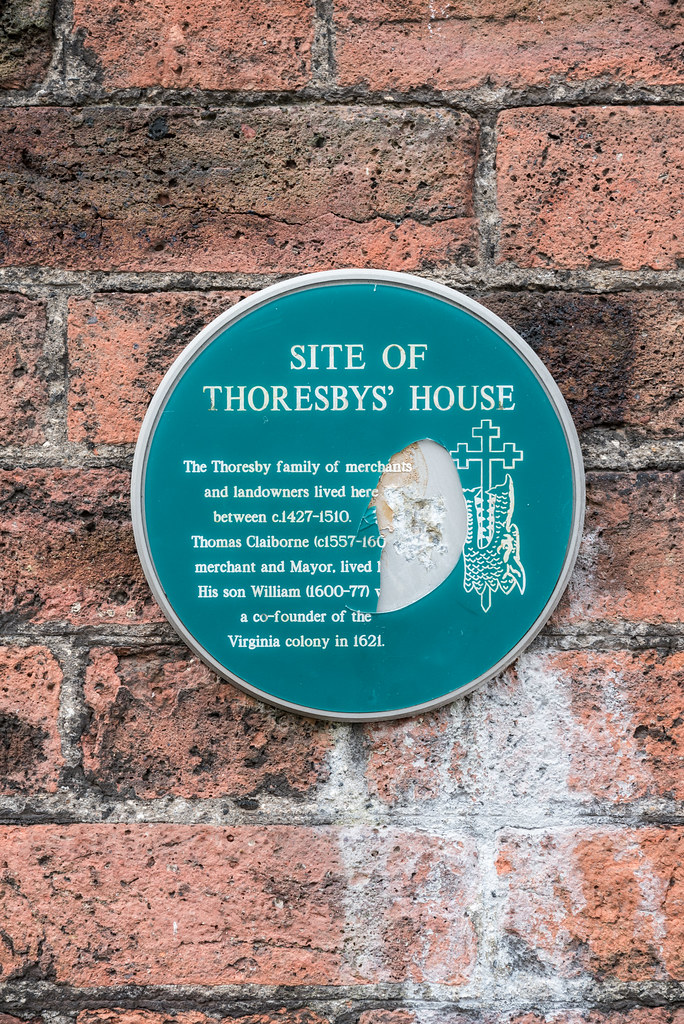 SITE OF
THORESBYS' HOUSE
The Thoresby family of merchants
and landowners lived here
between c.1427-1510.
Thomas Claiborne (c1557-160
merchant and Mayor, lived
His son William (1600-77)
a co-founder of the
Virginia colony in 1621.